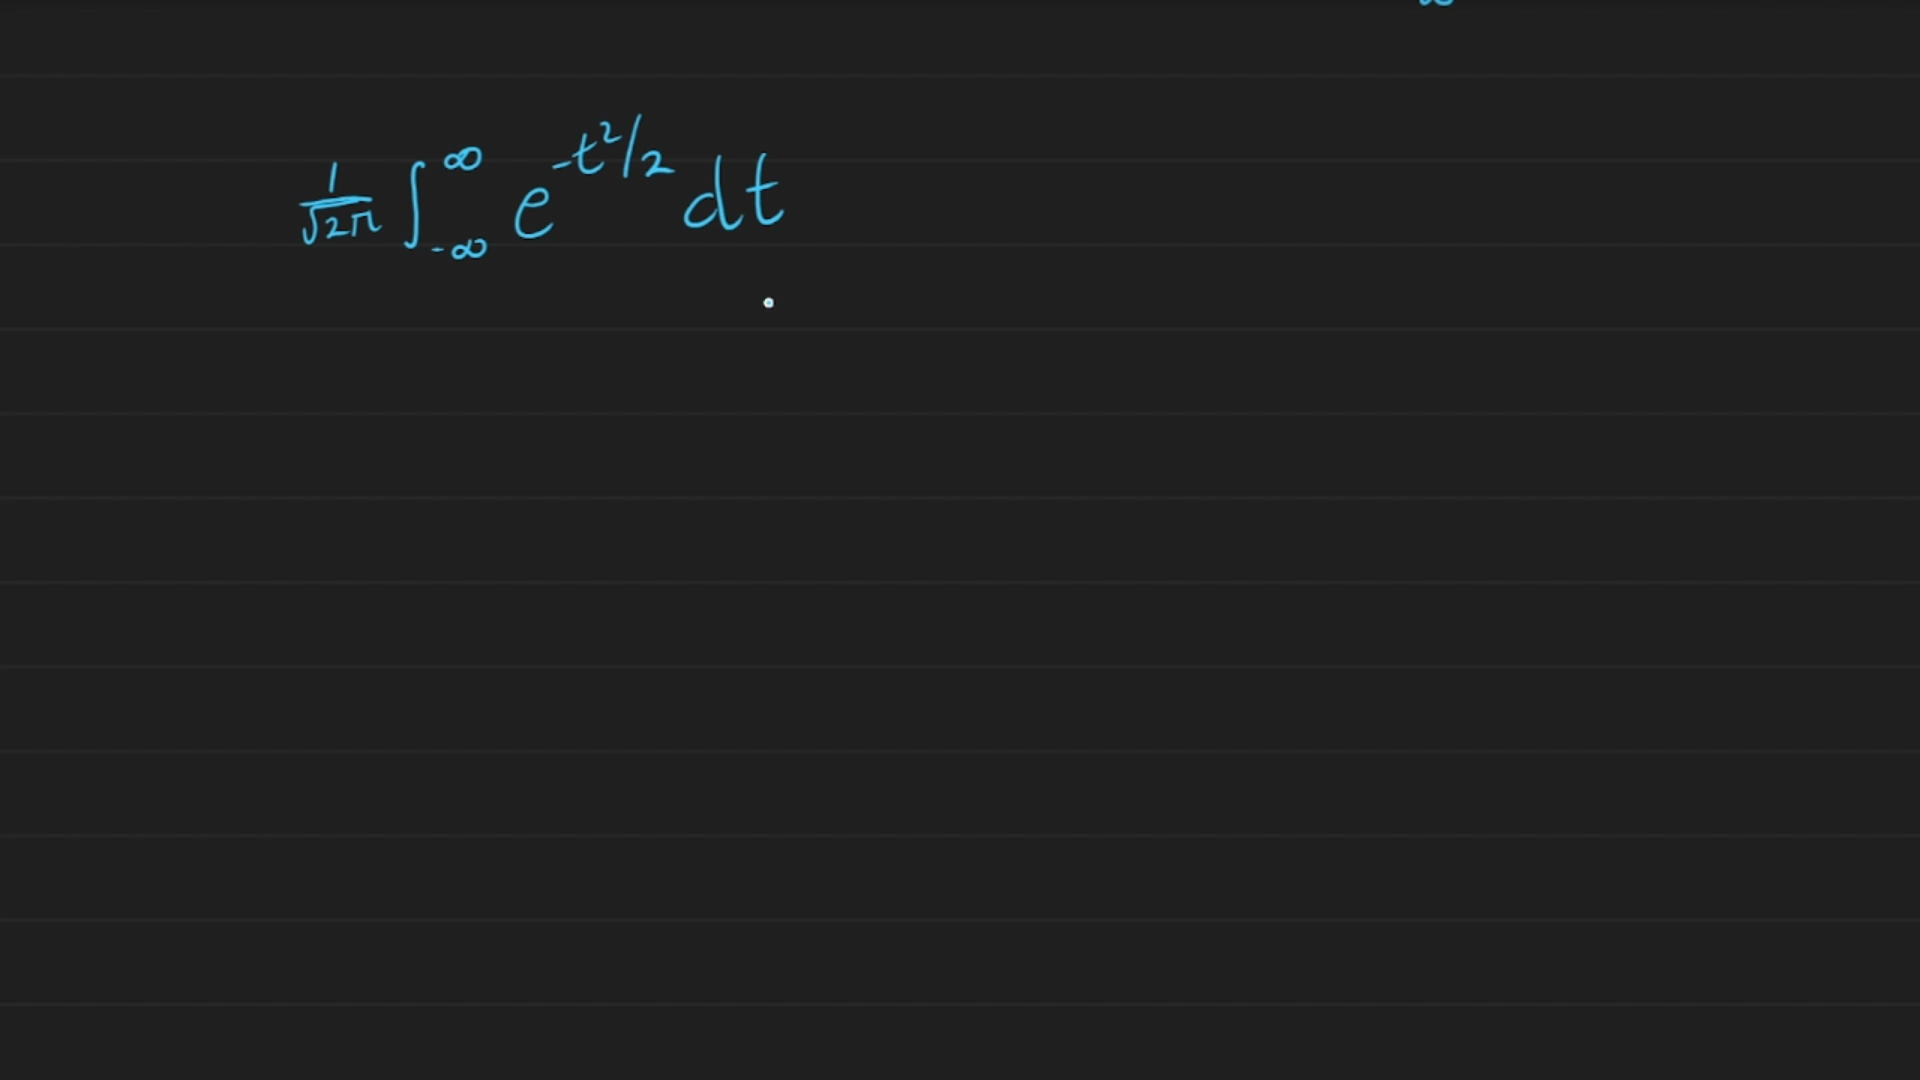 1/√2π ∫_{-∞}^{∞} e^{-t²/2} dt